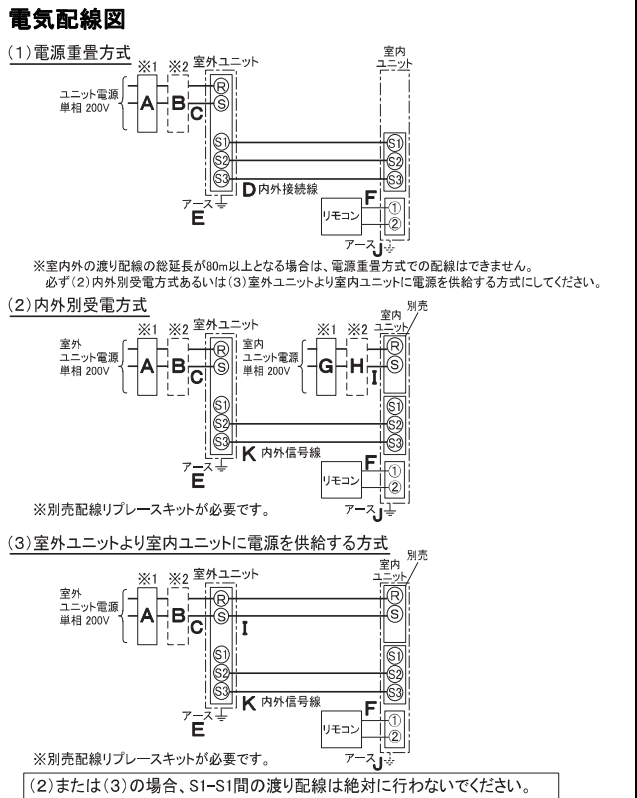 電気配線図
(1)電源重畳方式
※1 ※2 室外ユニット
室内
ユニット
ユニット電源
単相 200V
A B C
R
S
S1 S1
S2 S2
S3 S3
D 内外接続線
アース
E
F
リモコン
①
②
アース J
※室内外の渡り配線の総延長が80m以上となる場合は、電源重畳方式での配線はできません。
必ず(2)内外別受電方式あるいは(3)室外ユニットより室内ユニットに電源を供給する方式にしてください。
(2)内外別受電方式
※1 ※2 室外ユニット
※1 ※2
室内
ユニット
別売
室外
ユニット電源
単相 200V
A B C
R
S
室内
ユニット電源
単相 200V
G H I
R
S
S1 S1
S2 S2
S3 S3
K 内外信号線
アース
E
F
リモコン
①
②
アース J
※別売配線リプレースキットが必要です。
(3)室外ユニットより室内ユニットに電源を供給する方式
※1 ※2 室外ユニット
室内
ユニット
別売
室外
ユニット電源
単相 200V
A B C
R R
S S
I
S1 S1
S2 S2
S3 S3
K 内外信号線
アース
E
F
リモコン
①
②
アース J
※別売配線リプレースキットが必要です。
(2)または(3)の場合、S1-S1間の渡り配線は絶対に行わないでください。